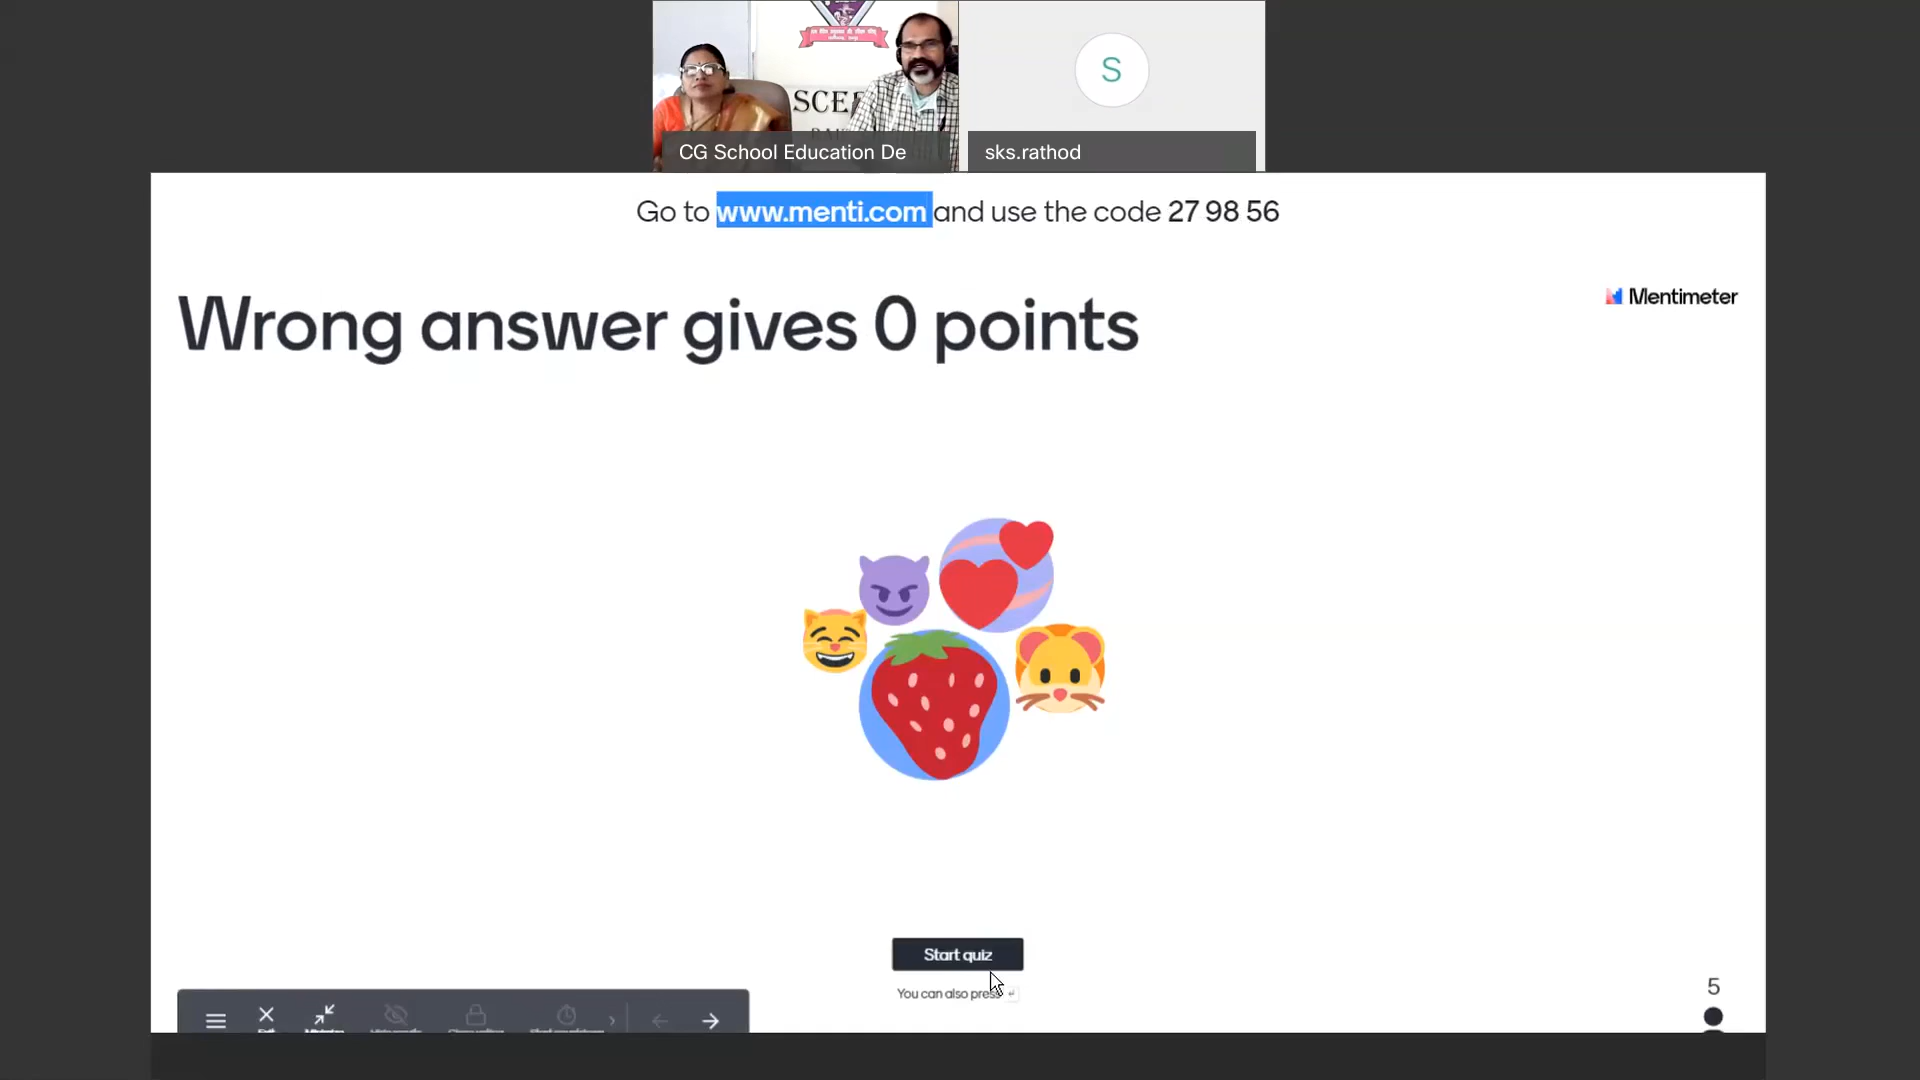 SCE
CG School Education De
S
sks.rathod
Go to www.menti.com and use the code 27 98 56
Wrong answer gives 0 points
Mentimeter
Start quiz
You can also press
5